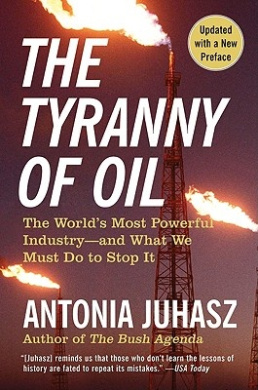 Updated
with a New
Preface
THE
TYRANNY
OF OIL
The World's Most Powerful
Industry—and What We
Must Do to Stop It
ANTONIA JUHASZ
Author of The Bush Agenda
"[Juhasz] reminds us that those who don't learn the lessons of
history are fated to repeat its mistakes." —USA Today